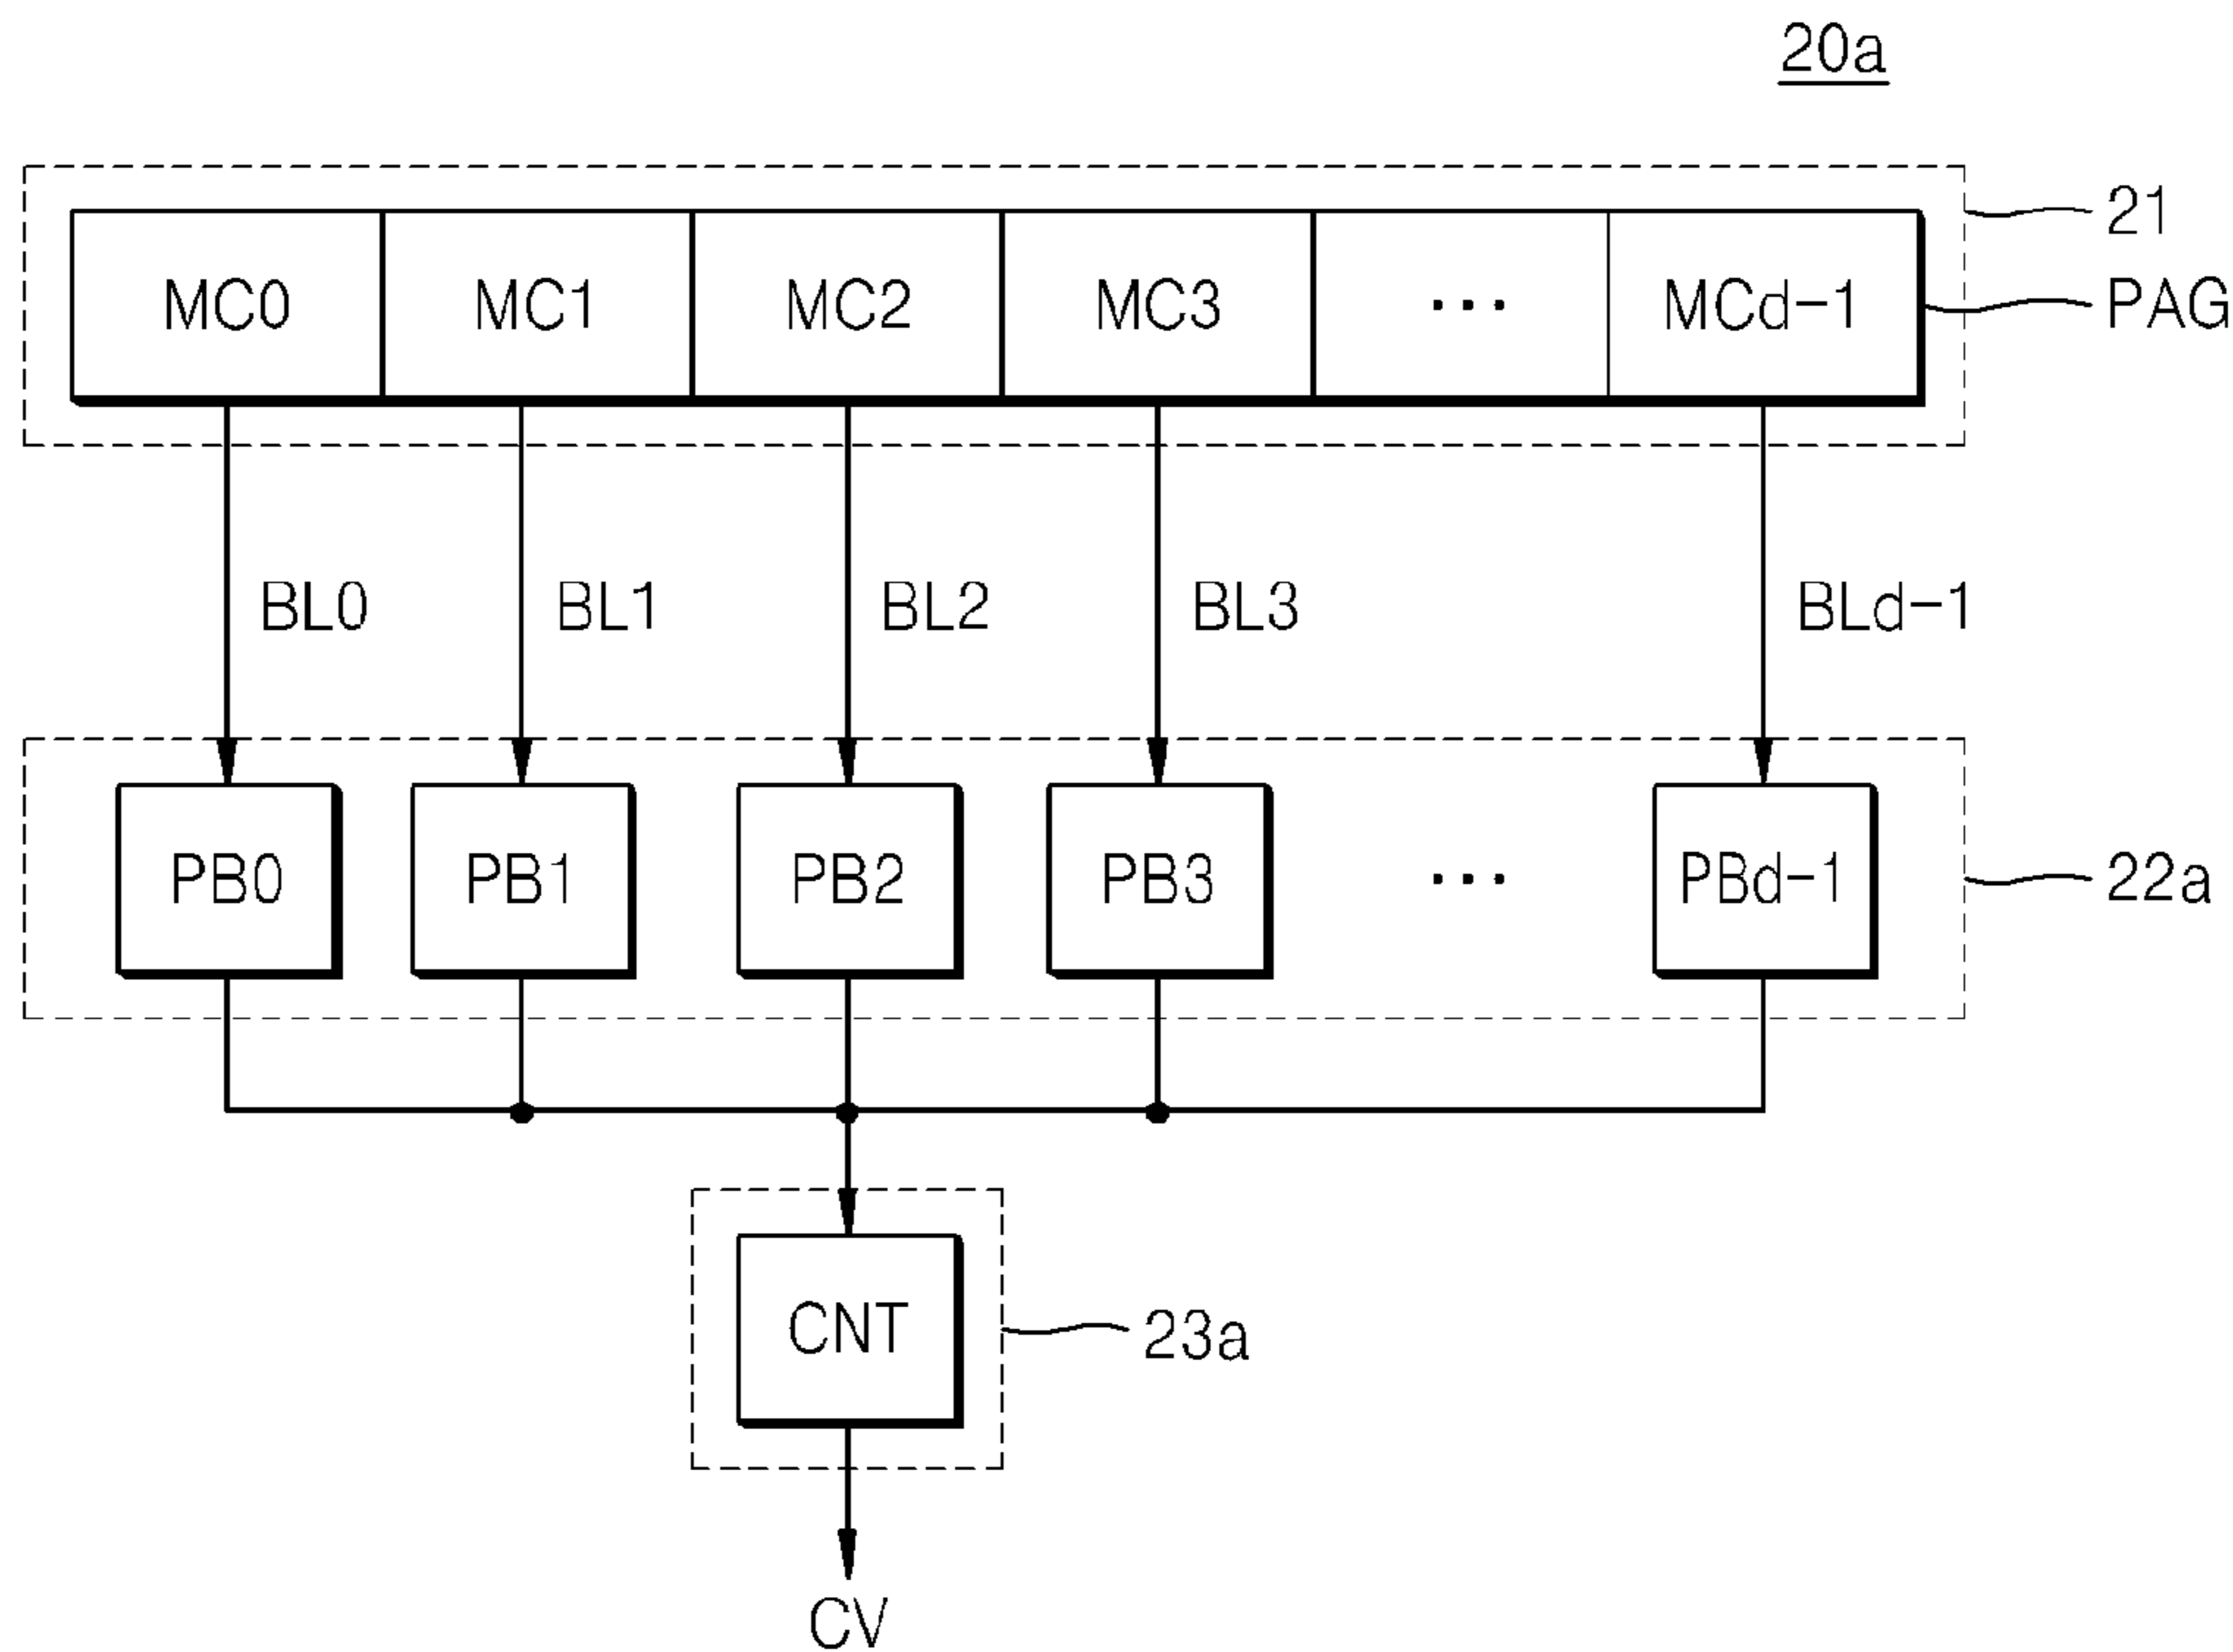 20a
21
MC0 MC1 MC2 MC3 ... MCd-1 PAG
BL0 BL1 BL2 BL3 BLd-1
PB0 PB1 PB2 PB3 ... PBd-1 22a
CNT 23a
CV